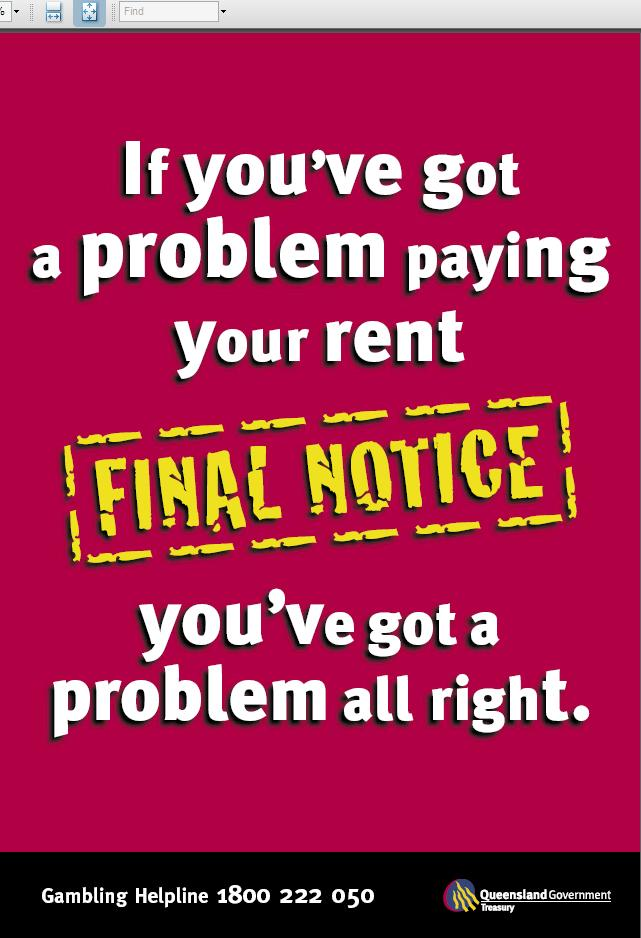 Find
If you've got
a problem paying
your rent
FINAL NOTICE
you've got a
problem all right.
Gambling Helpline 1800 222 050
Queensland Government
Treasury